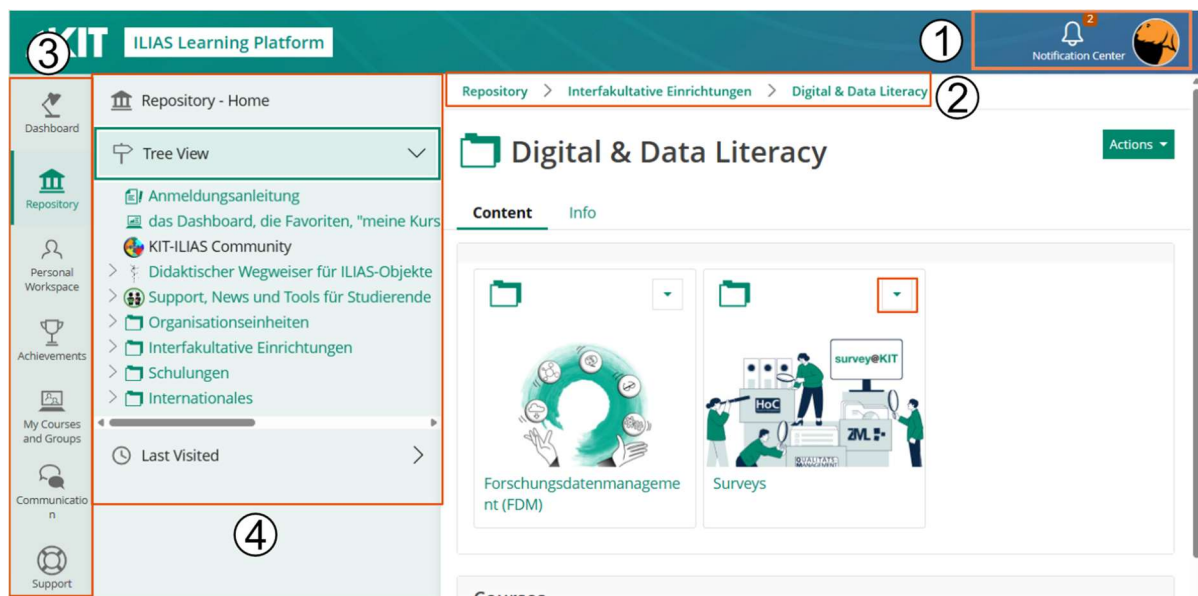 KIT
ILIAS Learning Platform
③
①
2
Notification Center
Dashboard
Repository
Personal
Workspace
Achievements
My Courses
and Groups
Communicatio
n
Support
Repository - Home
Tree View
Anmeldungsanleitung
das Dashboard, die Favoriten, "meine Kurs
KIT-ILIAS Community
Didaktischer Wegweiser für ILIAS-Objekte
Support, News und Tools für Studierende
Organisationseinheiten
Interfakultative Einrichtungen
Schulungen
Internationales
Last Visited
④
Repository > Interfakultative Einrichtungen > Digital & Data Literacy
②
Digital & Data Literacy
Actions
Content Info
Forschungsdatenmanageme
nt (FDM)
survey@KIT
HoC
ZML
QUALITÄTS
MANAGEMENT
Surveys
Courses